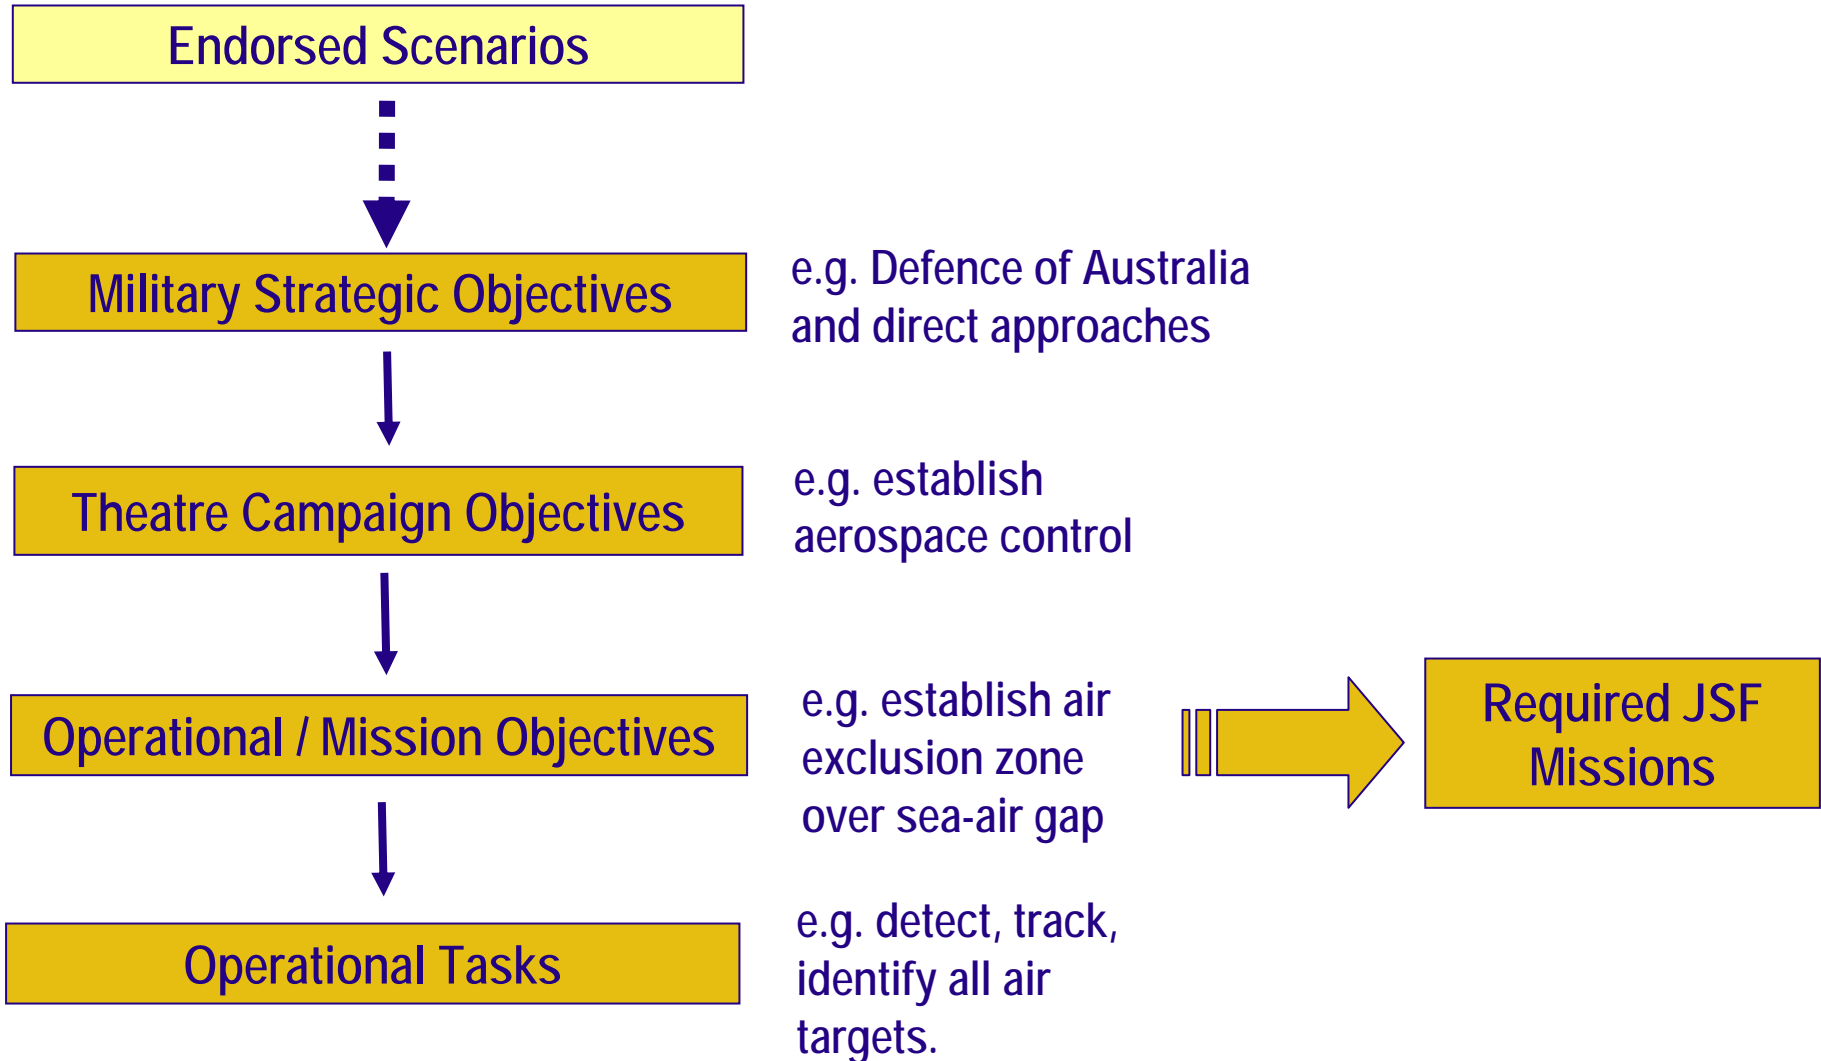 Endorsed Scenarios
Military Strategic Objectives
e.g. Defence of Australia
and direct approaches
Theatre Campaign Objectives
e.g. establish
aerospace control
Operational / Mission Objectives
e.g. establish air
exclusion zone
over sea-air gap
Required JSF
Missions
Operational Tasks
e.g. detect, track,
identify all air
targets.